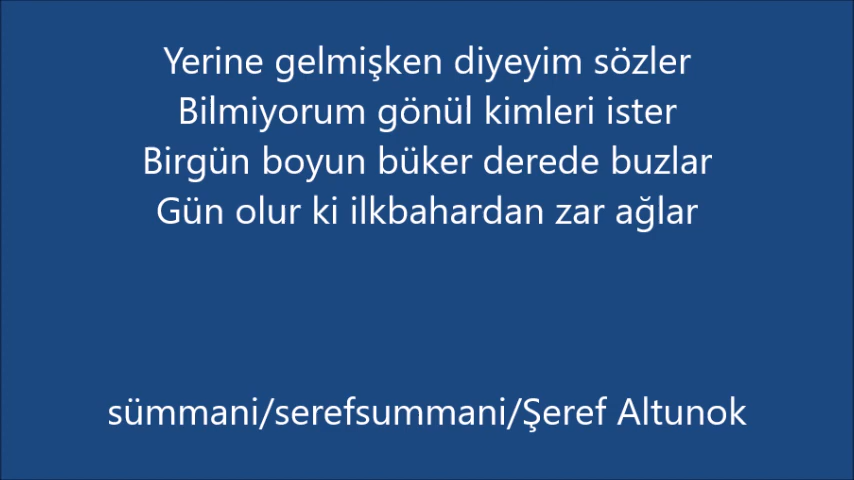 Yerine gelmişken diyeyim sözler
Bilmiyorum gönül kimleri ister
Birgün boyun büker derede buzlar
Gün olur ki ilkbahardan zar ağlar
sümmani/serefsummani/Şeref Altunok